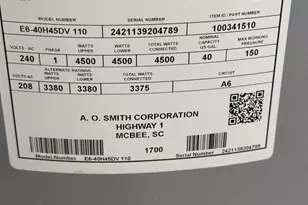 MODEL NUMBER SERIAL NUMBER ID / PART NUMBER
E6-40H45DV 110 2421139204789 100341510
VOLTS AC PHASE WATTS UPPER WATTS LOWER TOTAL WATTS CONNECTED NOMINAL CAPACITY US GAL MAX WORKING PRESSURE
240 1 4500 4500 4500 40 150
VOLTS AC ALTERNATE RATINGS WATTS UPPER WATTS LOWER TOTAL WATTS CONNECTED CIRCUIT
208 3380 3380 3375 A6
A. O. SMITH CORPORATION
HIGHWAY 1
MCBEE, SC
1700
Model Number E6-40H45DV 110 Serial Number 2421139204789